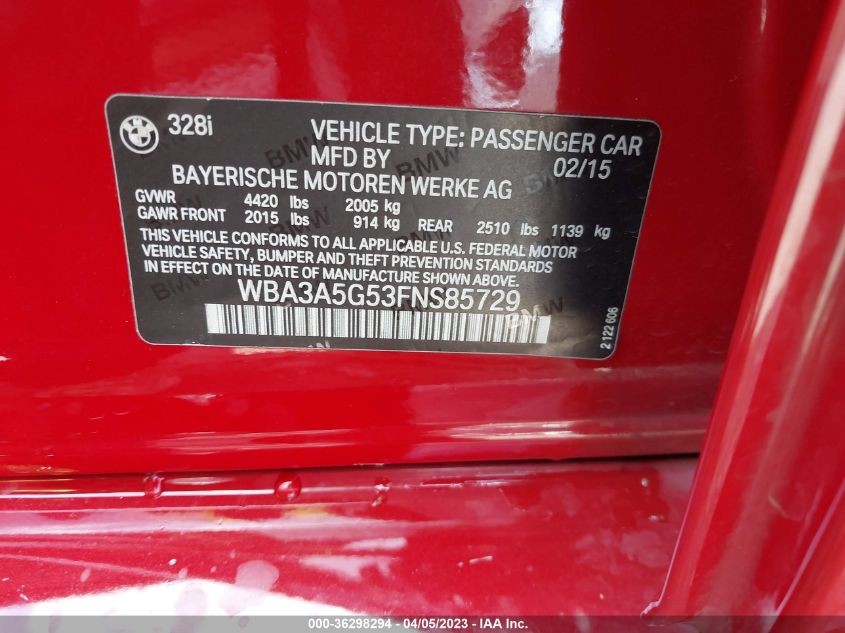 BMW 328i VEHICLE TYPE: PASSENGER CAR
MFD BY 02/15
BAYERISCHE MOTOREN WERKE AG
GVWR 4420 lbs 2005 kg
GAWR FRONT 2015 lbs 914 kg REAR 2510 lbs 1139 kg
THIS VEHICLE CONFORMS TO ALL APPLICABLE U.S. FEDERAL MOTOR
VEHICLE SAFETY, BUMPER AND THEFT PREVENTION STANDARDS
IN EFFECT ON THE DATE OF MANUFACTURE SHOWN ABOVE.
WBA3A5G53FNS85729
2 122 606
000-36298294 - 04/05/2023 - IAA Inc.